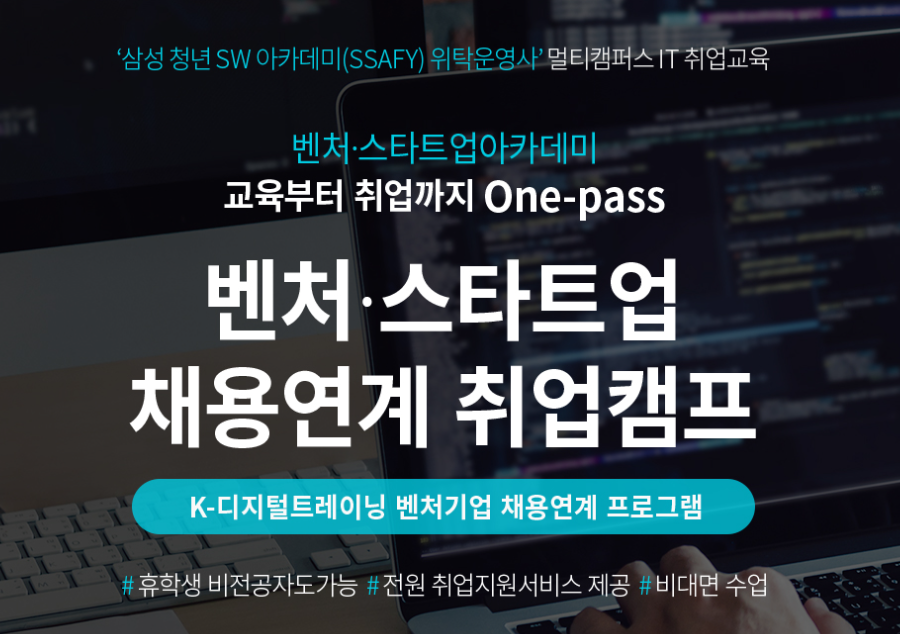 '삼성 청년 SW 아카데미(SSAFY) 위탁운영사' 멀티캠퍼스 IT 취업교육
벤처·스타트업아카데미
교육부터 취업까지 One-pass
벤처·스타트업
채용연계 취업캠프
K-디지털트레이닝 벤처기업 채용연계 프로그램
# 휴학생 비전공자도가능 # 전원 취업지원서비스 제공 # 비대면 수업